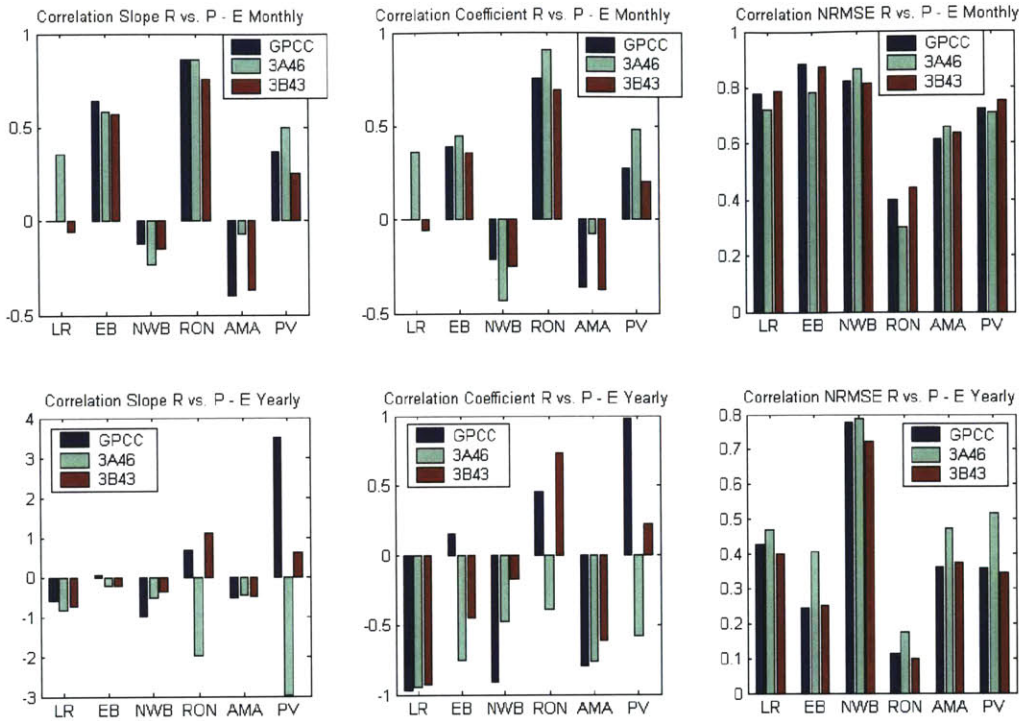 Correlation Slope R vs. P - E Monthly
1
GPCC
3A46
3B43
0.5
0
-0.5
LR EB NWB RON AMA PV
Correlation Coefficient R vs. P - E Monthly
1
GPCC
3A46
3B43
0.5
0
-0.5
LR EB NWB RON AMA PV
Correlation NRMSE R vs. P - E Monthly
1
GPCC
3A46
3B43
0.8
0.6
0.4
0.2
0
LR EB NWB RON AMA PV
Correlation Slope R vs. P - E Yearly
4
GPCC
3A46
3B43
3
2
1
0
-1
-2
-3
LR EB NWB RON AMA PV
Correlation Coefficient R vs. P - E Yearly
1
GPCC
3A46
3B43
0.5
0
-0.5
-1
LR EB NWB RON AMA PV
Correlation NRMSE R vs. P - E Yearly
0.8
GPCC
3A46
3B43
0.7
0.6
0.5
0.4
0.3
0.2
0.1
0
LR EB NWB RON AMA PV